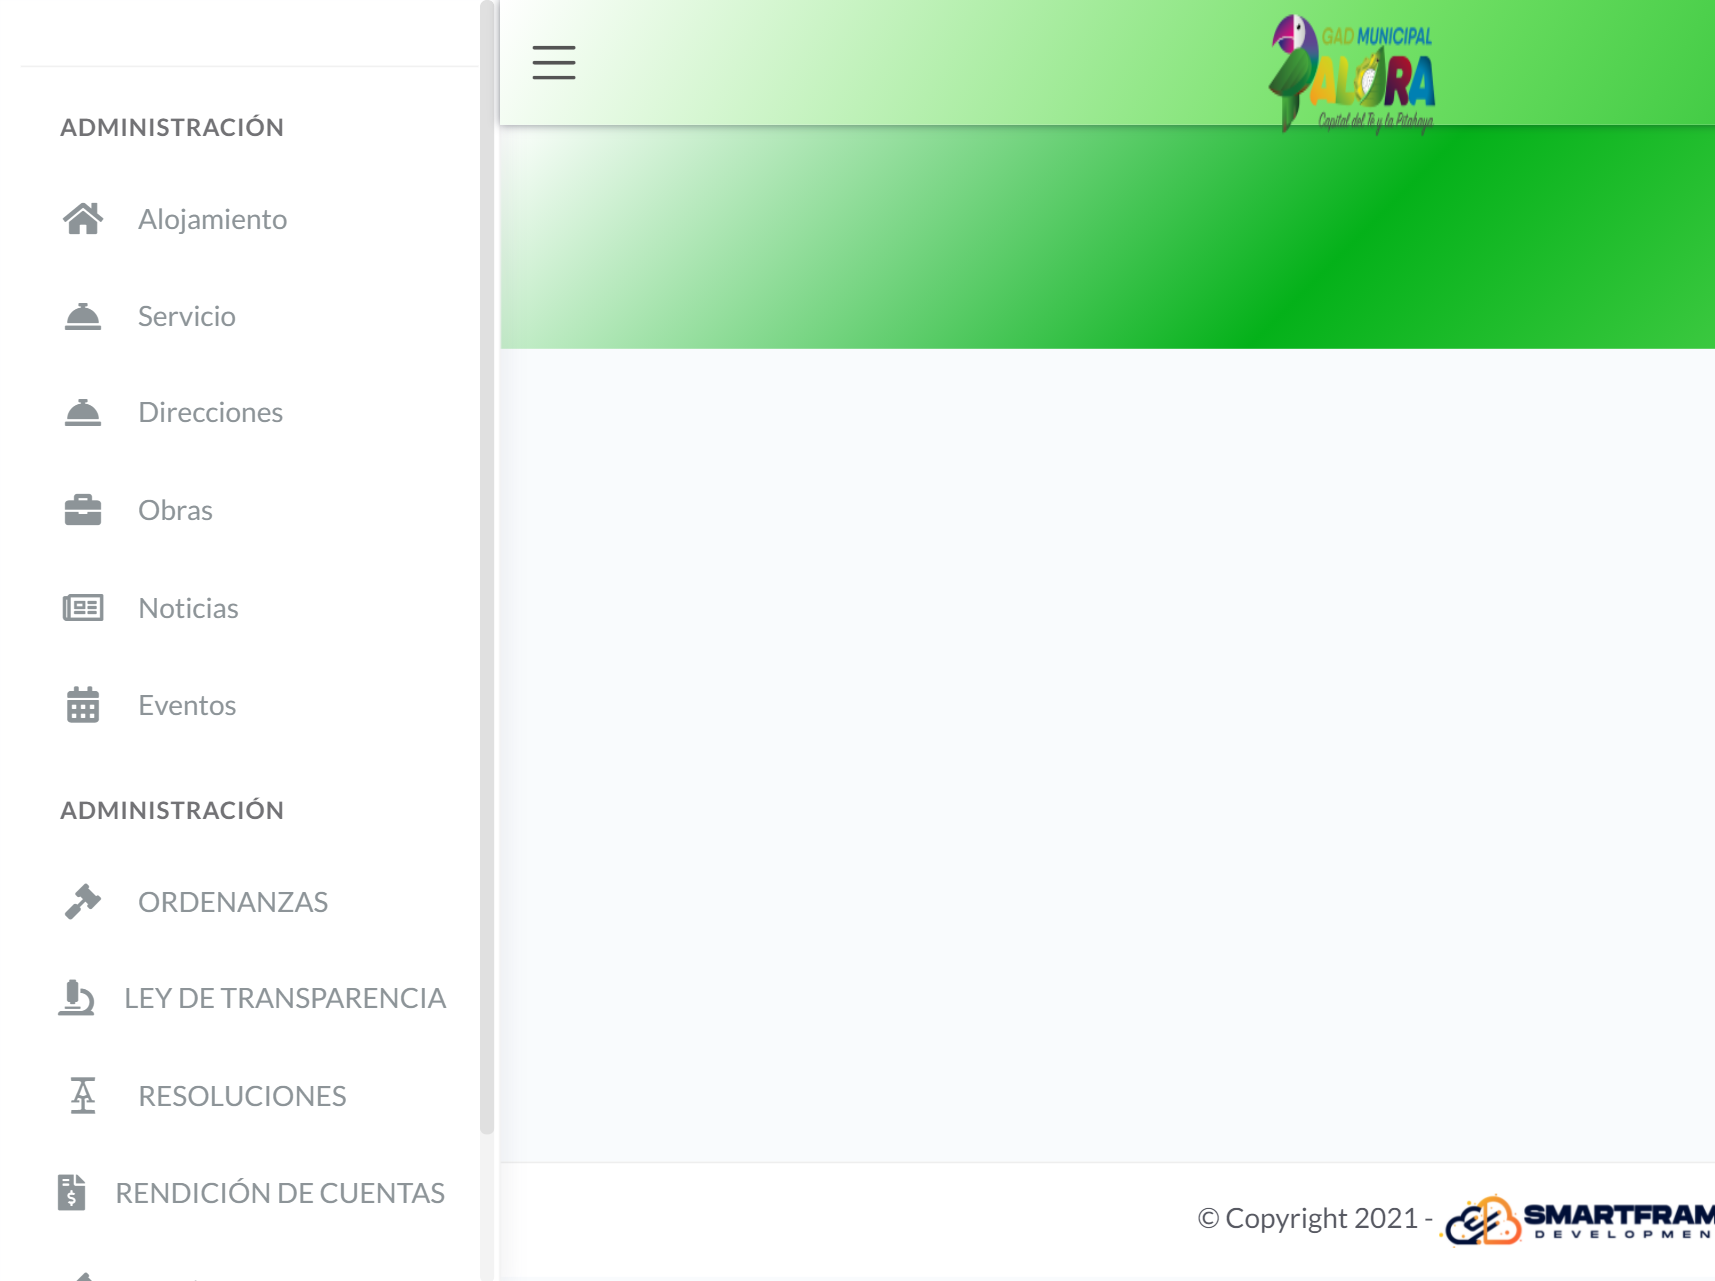 ADMINISTRACIÓN
Alojamiento
Servicio
Direcciones
Obras
Noticias
Eventos
ADMINISTRACIÓN
ORDENANZAS
LEY DE TRANSPARENCIA
RESOLUCIONES
RENDICIÓN DE CUENTAS
GAD MUNICIPAL
PALORA
Capital del Té y la Pitahaya
© Copyright 2021 -
SMARTFRAM
DEVELOPMEN